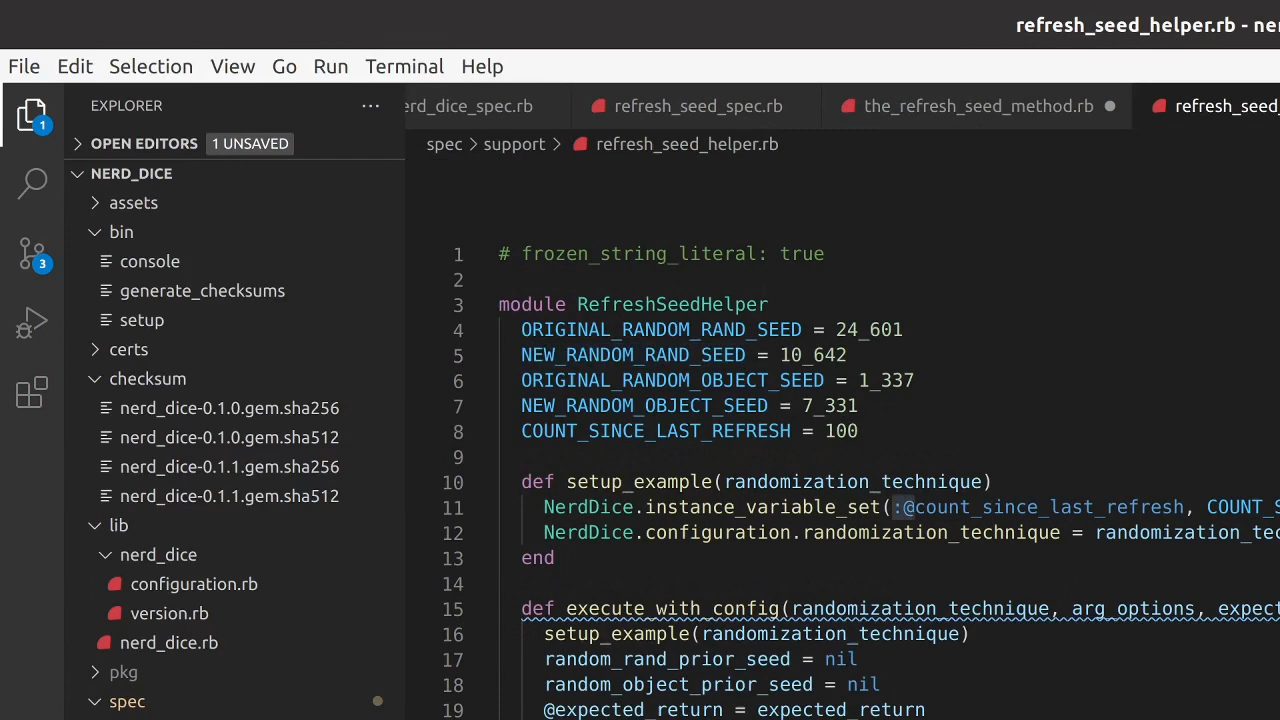 refresh_seed_helper.rb - ner
File Edit Selection View Go Run Terminal Help
EXPLORER ···
1
OPEN EDITORS 1 UNSAVED
NERD_DICE
assets
bin
console
3
generate_checksums
setup
certs
checksum
nerd_dice-0.1.0.gem.sha256
nerd_dice-0.1.0.gem.sha512
nerd_dice-0.1.1.gem.sha256
nerd_dice-0.1.1.gem.sha512
lib
nerd_dice
configuration.rb
version.rb
nerd_dice.rb
pkg
spec
erd_dice_spec.rb refresh_seed_spec.rb the_refresh_seed_method.rb refresh_seed_
spec > support > refresh_seed_helper.rb
1 # frozen_string_literal: true
2
3 module RefreshSeedHelper
4 ORIGINAL_RANDOM_RAND_SEED = 24_601
5 NEW_RANDOM_RAND_SEED = 10_642
6 ORIGINAL_RANDOM_OBJECT_SEED = 1_337
7 NEW_RANDOM_OBJECT_SEED = 7_331
8 COUNT_SINCE_LAST_REFRESH = 100
9
10 def setup_example(randomization_technique)
11 NerdDice.instance_variable_set(:@count_since_last_refresh, COUNT_S
12 NerdDice.configuration.randomization_technique = randomization_tec
13 end
14
15 def execute_with_config(randomization_technique, arg_options, expect
16 setup_example(randomization_technique)
17 random_rand_prior_seed = nil
18 random_object_prior_seed = nil
19 @expected_return = expected_return